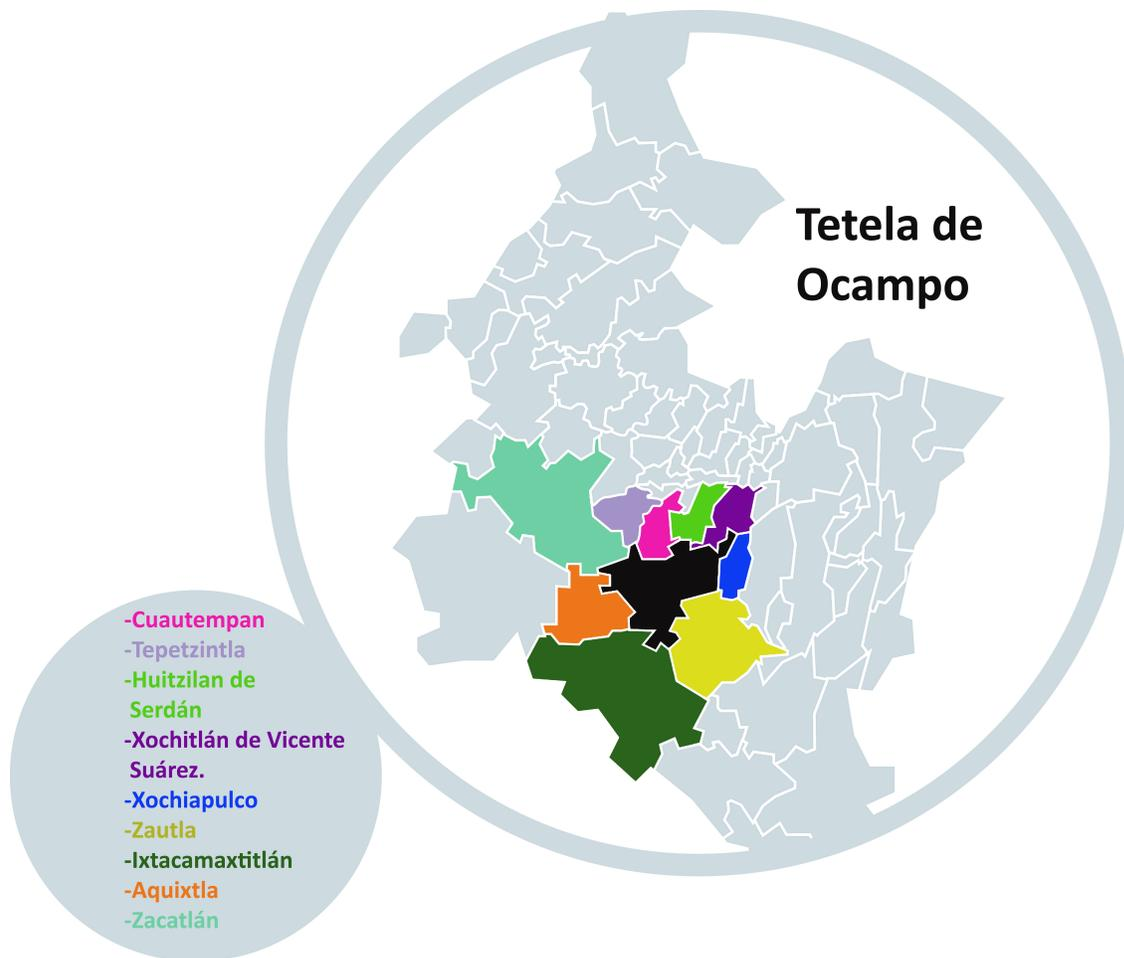 Tetela de
Ocampo
-Cuautempan
-Tepetzintla
-Huitzilan de
Serdán
-Xochitlán de Vicente
Suárez.
-Xochiapulco
-Zautla
-Ixtacamaxtitlán
-Aquixtla
-Zacatlán